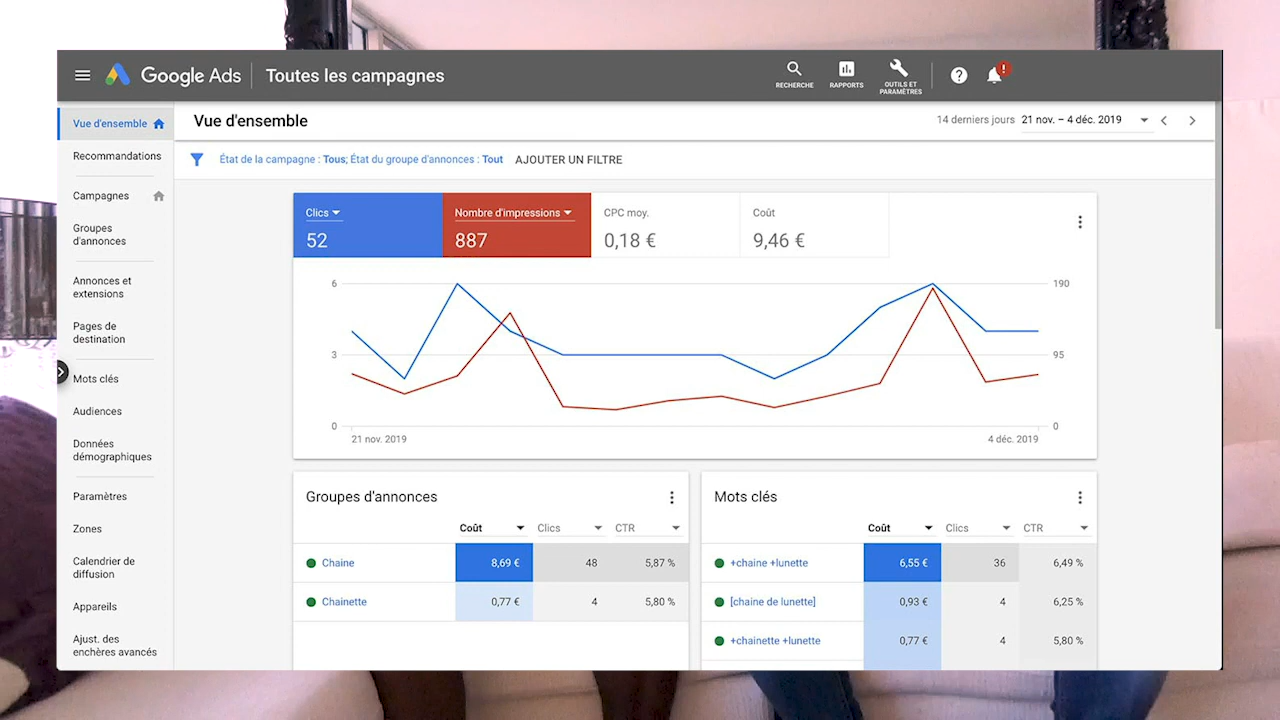 Google Ads
Toutes les campagnes
RECHERCHE
RAPPORTS
OUTILS ET
PARAMÈTRES
?
!
Vue d'ensemble
Recommandations
Campagnes
Groupes
d'annonces
Annonces et
extensions
Pages de
destination
Mots clés
Audiences
Données
démographiques
Paramètres
Zones
Calendrier de
diffusion
Appareils
Ajust. des
enchères avancés
Vue d'ensemble
14 derniers jours 21 nov. – 4 déc. 2019
État de la campagne : Tous; État du groupe d'annonces : Tout AJOUTER UN FILTRE
Clics Nombre d'impressions CPC moy. Coût
52 887 0,18 € 9,46 €
6 190
3 95
0 0
21 nov. 2019 4 déc. 2019
Groupes d'annonces
Coût Clics CTR
Chaine 8,69 € 48 5,87 %
Chainette 0,77 € 4 5,80 %
Mots clés
Coût Clics CTR
+chaine +lunette 6,55 € 36 6,49 %
[chaine de lunette] 0,93 € 4 6,25 %
+chainette +lunette 0,77 € 4 5,80 %